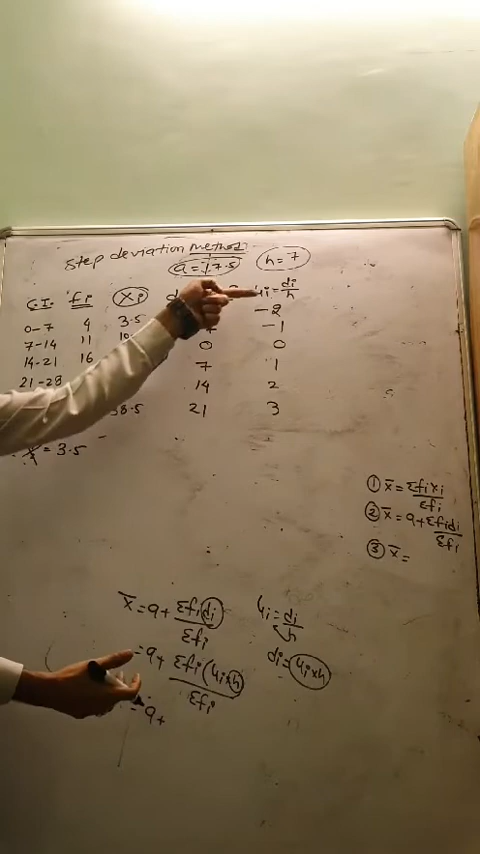 step deviation method
a = 17.5 h = 7
C.I. fi xi d ui = di/h
0-7 4 3.5 -2
7-14 11 -1
14-21 16 0 0
21-28 7 1
14 2
38.5 21 3
= 3.5
① x̄ = Σfixi/Σfi
② x̄ = a + Σfidi/Σfi
③ x̄ =
x̄ = a + Σfidi/Σfi ui = di/h
= a + Σfi(ui×h)/Σfi di = ui×h
= a +